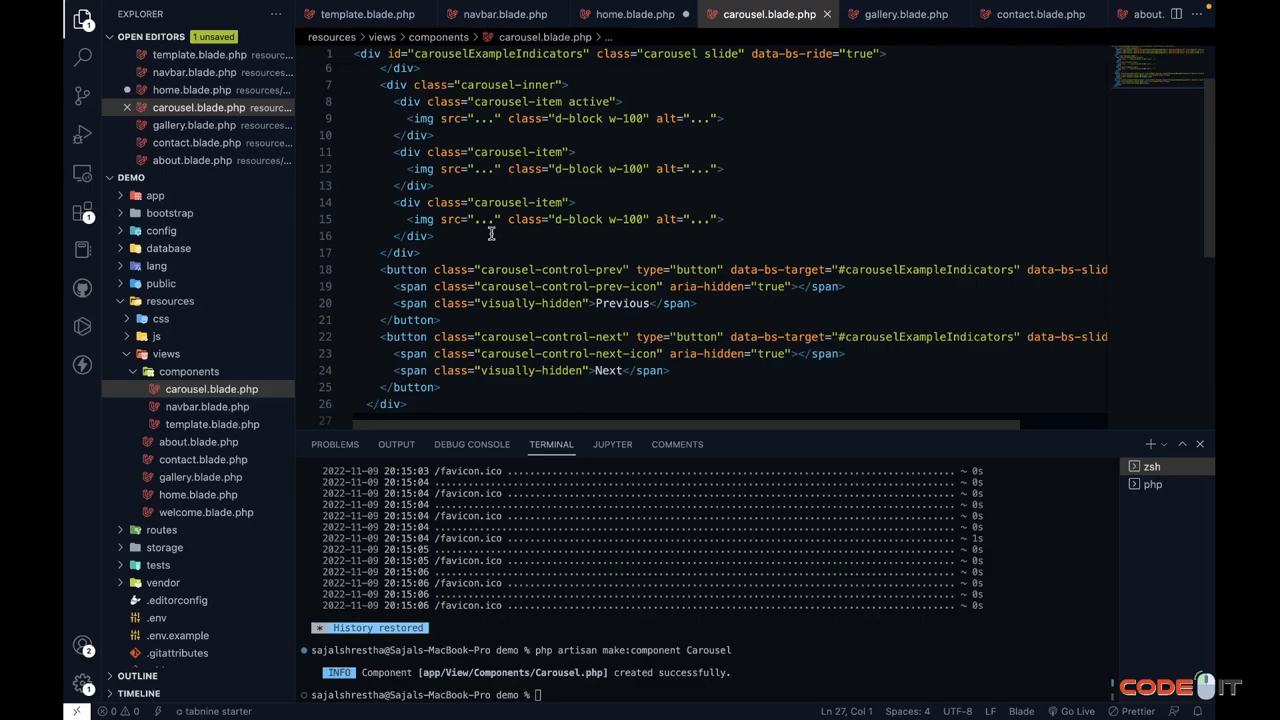 EXPLORER
template.blade.php
navbar.blade.php
home.blade.php
carousel.blade.php
gallery.blade.php
contact.blade.php
about.
OPEN EDITORS
1 unsaved
template.blade.php resourc...
navbar.blade.php resources...
home.blade.php resources/...
carousel.blade.php resourc...
gallery.blade.php resources...
contact.blade.php resource...
about.blade.php resources/...
DEMO
app
bootstrap
config
database
lang
public
resources
css
js
views
components
carousel.blade.php
navbar.blade.php
template.blade.php
about.blade.php
contact.blade.php
gallery.blade.php
home.blade.php
welcome.blade.php
routes
storage
tests
vendor
.editorconfig
.env
.env.example
.gitattributes
OUTLINE
TIMELINE
resources > views > components > carousel.blade.php > ...
1 <div id="carouselExampleIndicators" class="carousel slide" data-bs-ride="true">
6 </div>
7 <div class="carousel-inner">
8 <div class="carousel-item active">
9 <img src="..." class="d-block w-100" alt="...">
10 </div>
11 <div class="carousel-item">
12 <img src="..." class="d-block w-100" alt="...">
13 </div>
14 <div class="carousel-item">
15 <img src="..." class="d-block w-100" alt="...">
16 </div>
17 </div>
18 <button class="carousel-control-prev" type="button" data-bs-target="#carouselExampleIndicators" data-bs-slid
19 <span class="carousel-control-prev-icon" aria-hidden="true"></span>
20 <span class="visually-hidden">Previous</span>
21 </button>
22 <button class="carousel-control-next" type="button" data-bs-target="#carouselExampleIndicators" data-bs-slid
23 <span class="carousel-control-next-icon" aria-hidden="true"></span>
24 <span class="visually-hidden">Next</span>
25 </button>
26 </div>
27
PROBLEMS OUTPUT DEBUG CONSOLE TERMINAL JUPYTER COMMENTS
zsh
php
2022-11-09 20:15:03 /favicon.ico ........ ~ 0s
2022-11-09 20:15:04 ........ ~ 0s
2022-11-09 20:15:04 /favicon.ico ........ ~ 0s
2022-11-09 20:15:04 ........ ~ 0s
2022-11-09 20:15:04 /favicon.ico ........ ~ 0s
2022-11-09 20:15:04 ........ ~ 0s
2022-11-09 20:15:04 /favicon.ico ........ ~ 1s
2022-11-09 20:15:05 ........ ~ 0s
2022-11-09 20:15:05 /favicon.ico ........ ~ 0s
2022-11-09 20:15:06 /favicon.ico ........ ~ 0s
2022-11-09 20:15:06 ........ ~ 0s
2022-11-09 20:15:06 /favicon.ico ........ ~ 0s
* History restored
sajalshrestha@Sajals-MacBook-Pro demo % php artisan make:component Carousel
INFO Component [app/View/Components/Carousel.php] created successfully.
sajalshrestha@Sajals-MacBook-Pro demo %
CODE IT
0 0 tabnine starter
Ln 27, Col 1 Spaces: 4 UTF-8 LF Blade Go Live Prettier